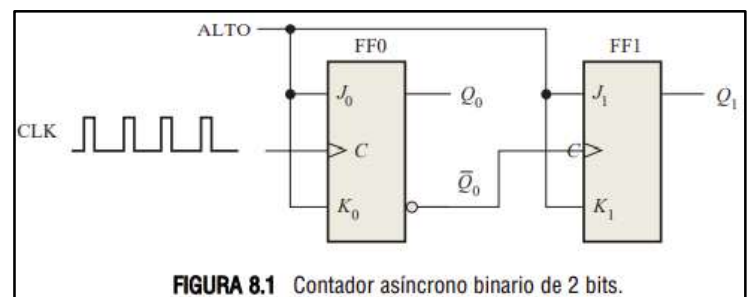 ALTO
FF0
FF1
J₀
Q₀
J₁
Q₁
CLK
C
C
Q̅₀
K₀
K₁
FIGURA 8.1 Contador asíncrono binario de 2 bits.